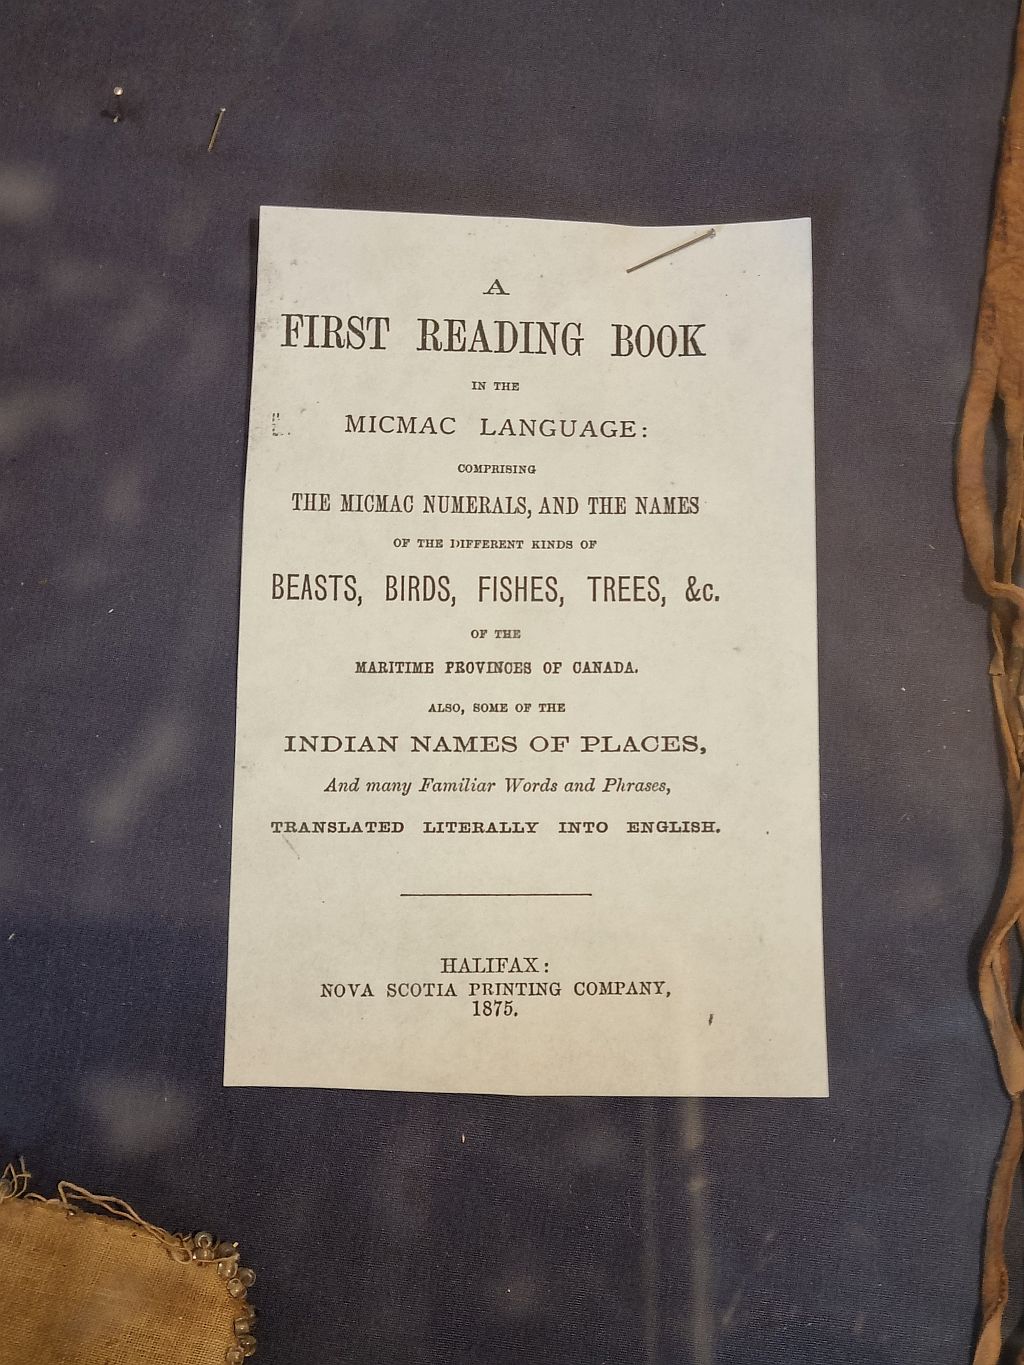 A
FIRST READING BOOK
IN THE
MICMAC LANGUAGE:
COMPRISING
THE MICMAC NUMERALS, AND THE NAMES
OF THE DIFFERENT KINDS OF
BEASTS, BIRDS, FISHES, TREES, &c.
OF THE
MARITIME PROVINCES OF CANADA.
ALSO, SOME OF THE
INDIAN NAMES OF PLACES,
And many Familiar Words and Phrases,
TRANSLATED LITERALLY INTO ENGLISH.
HALIFAX:
NOVA SCOTIA PRINTING COMPANY,
1875.